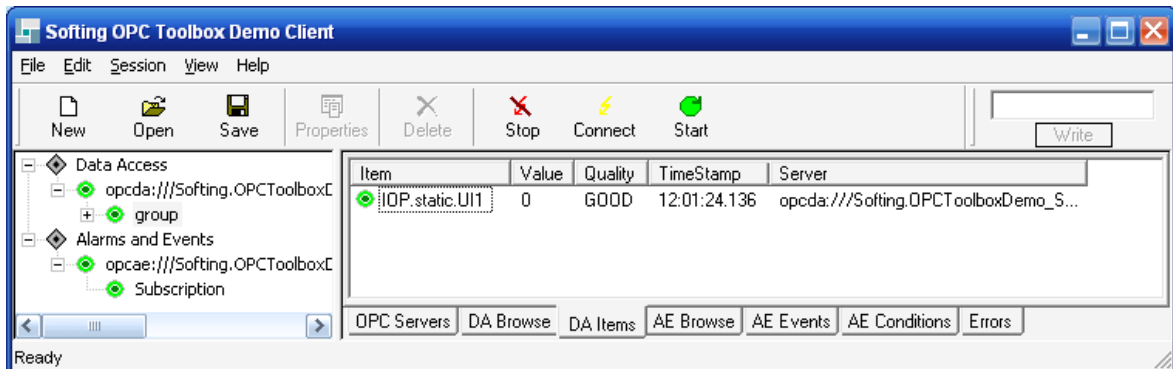 Softing OPC Toolbox Demo Client
File Edit Session View Help
New Open Save Properties Delete Stop Connect Start Write
Data Access
opcda:///Softing.OPCToolboxD
group
Alarms and Events
opcae:///Softing.OPCToolboxD
Subscription
Item Value Quality TimeStamp Server
IOP.static.UI1 0 GOOD 12:01:24.136 opcda:///Softing.OPCToolboxDemo_S...
OPC Servers DA Browse DA Items AE Browse AE Events AE Conditions Errors
Ready